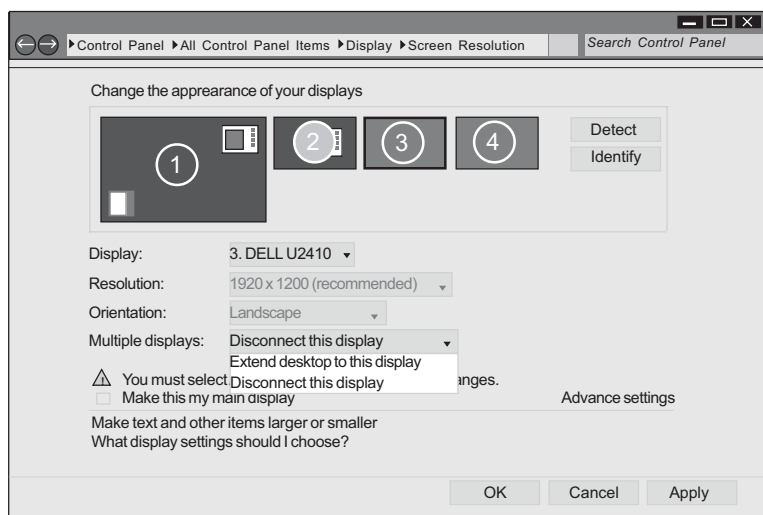 Control Panel All Control Panel Items Display Screen Resolution Search Control Panel
Change the apprearance of your displays
1 2 3 4
Detect
Identify
Display: 3. DELL U2410
Resolution: 1920 x 1200 (recommended)
Orientation: Landscape
Multiple displays: Disconnect this display
Extend desktop to this display
Disconnect this display
You must select anges.
Make this my main display Advance settings
Make text and other items larger or smaller
What display settings should I choose?
OK Cancel Apply